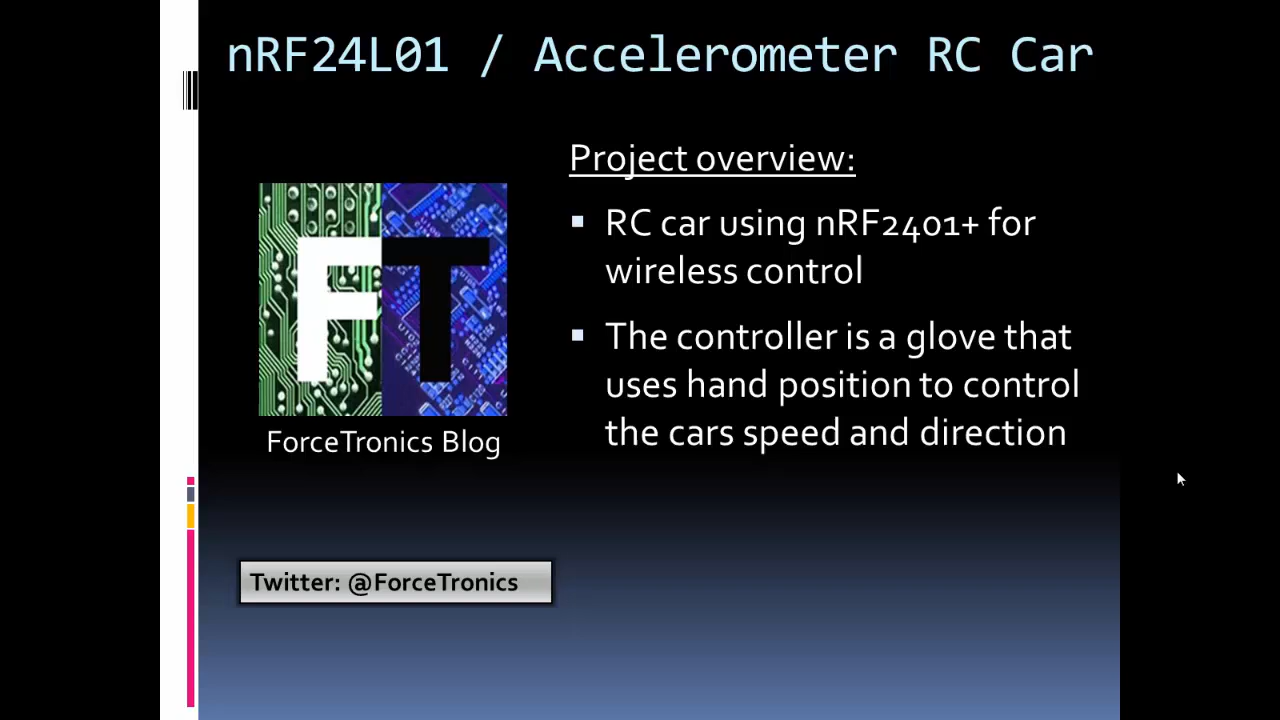 nRF24L01 / Accelerometer RC Car
Project overview:
RC car using nRF2401+ for
wireless control
The controller is a glove that
uses hand position to control
the cars speed and direction
FT
ForceTronics Blog
Twitter: @ForceTronics